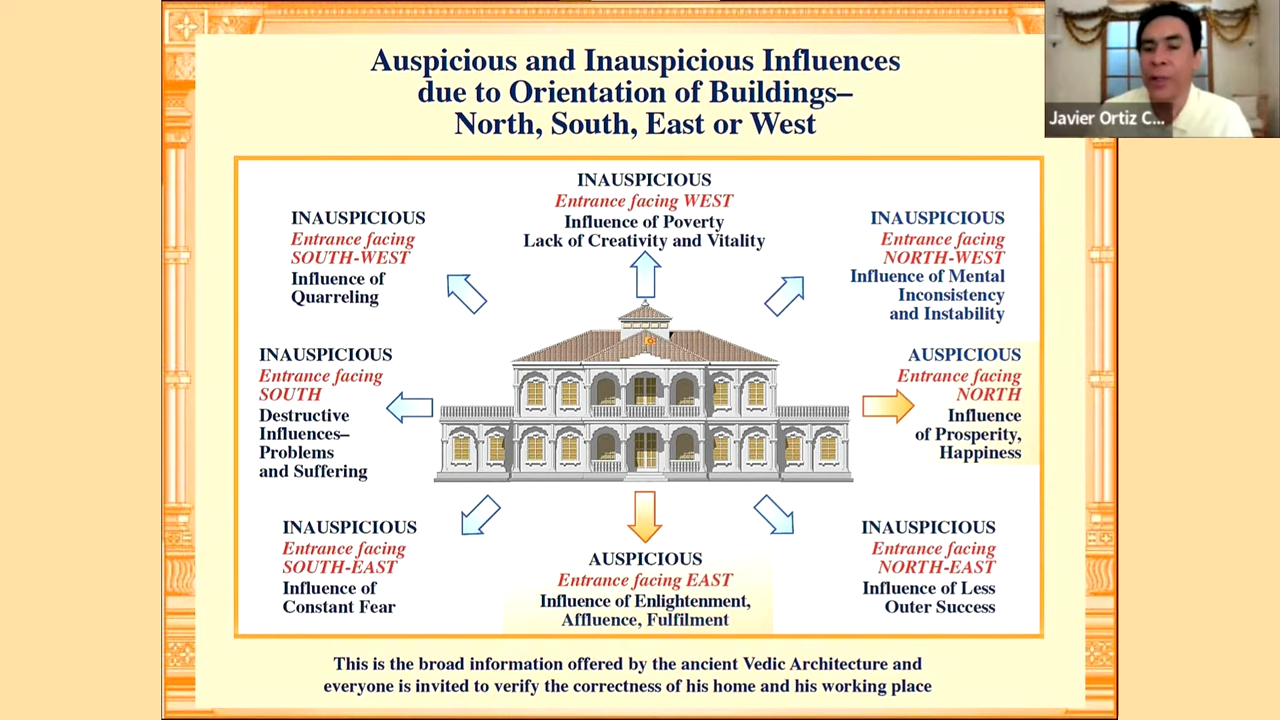 Auspicious and Inauspicious Influences
due to Orientation of Buildings–
North, South, East or West
Javier Ortiz C...
INAUSPICIOUS
Entrance facing WEST
Influence of Poverty
Lack of Creativity and Vitality
INAUSPICIOUS
Entrance facing
SOUTH-WEST
Influence of
Quarreling
INAUSPICIOUS
Entrance facing
NORTH-WEST
Influence of Mental
Inconsistency
and Instability
INAUSPICIOUS
Entrance facing
SOUTH
Destructive
Influences–
Problems
and Suffering
AUSPICIOUS
Entrance facing
NORTH
Influence
of Prosperity,
Happiness
INAUSPICIOUS
Entrance facing
SOUTH-EAST
Influence of
Constant Fear
AUSPICIOUS
Entrance facing EAST
Influence of Enlightenment,
Affluence, Fulfilment
INAUSPICIOUS
Entrance facing
NORTH-EAST
Influence of Less
Outer Success
This is the broad information offered by the ancient Vedic Architecture and
everyone is invited to verify the correctness of his home and his working place